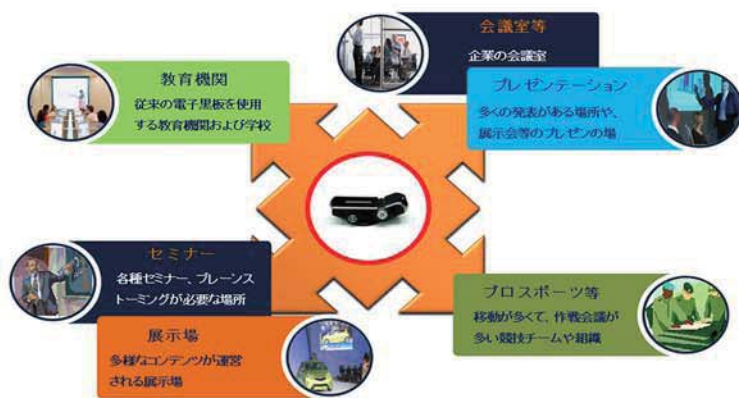 会議室等
企業の会議室
教育機関
従来の電子黒板を使用
する教育機関および学校
プレゼンテーション
多くの発表がある場所や、
展示会等のプレゼンの場
セミナー
各種セミナー、ブレーンス
トーミングが必要な場所
プロスポーツ等
移動が多くて、作戦会議が
多い競技チームや組織
展示場
多様なコンテンツが運営
される展示場